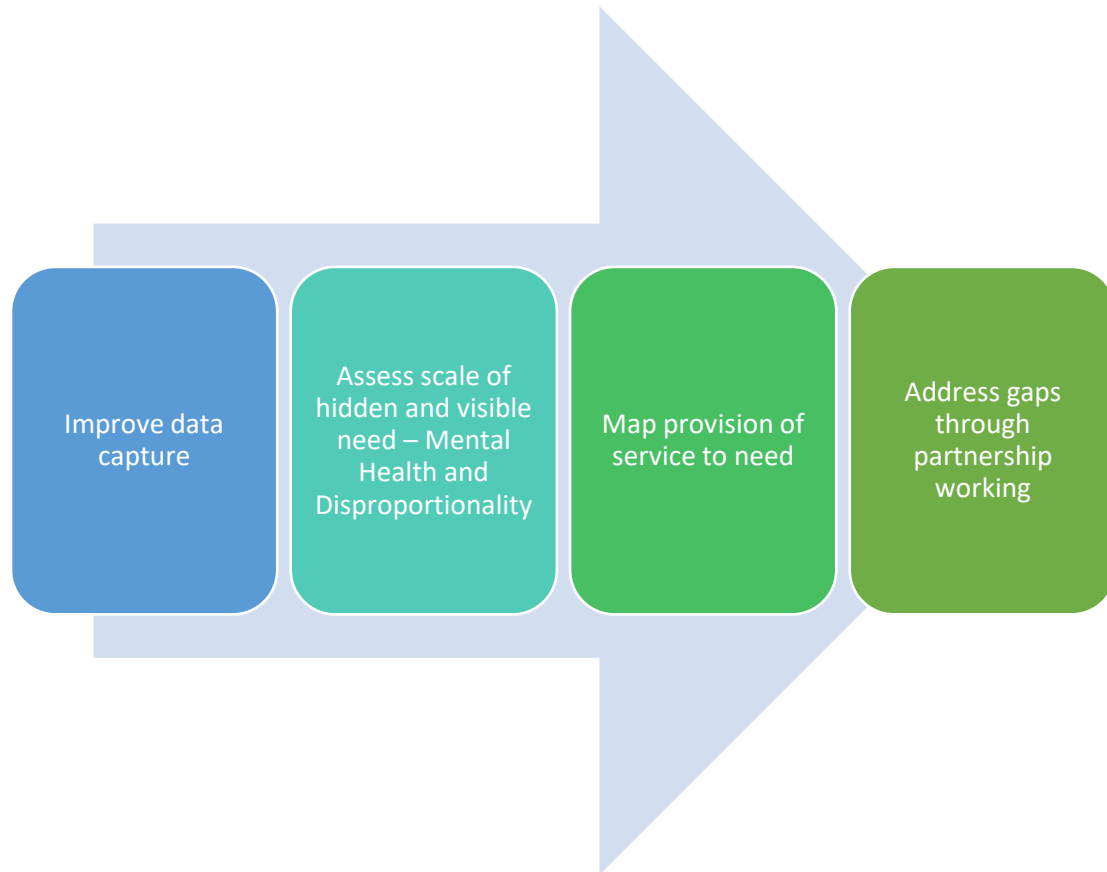 Improve data
capture
Assess scale of
hidden and visible
need – Mental
Health and
Disproportionality
Map provision of
service to need
Address gaps
through
partnership
working